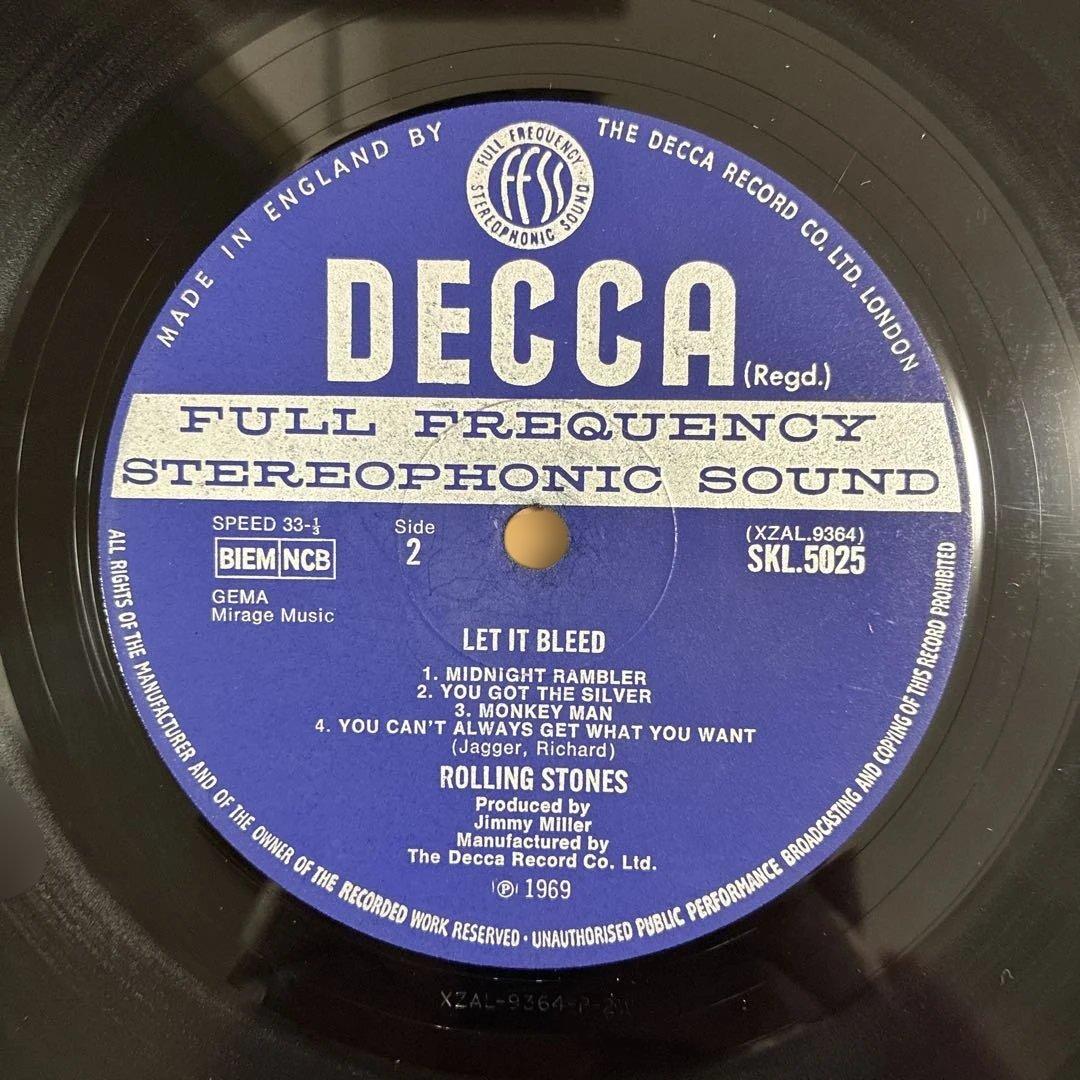 MADE IN ENGLAND BY
THE DECCA RECORD CO. LTD. LONDON
FULL FREQUENCY
STEREOPHONIC SOUND
FFSS
DECCA (Regd.)
FULL FREQUENCY
STEREOPHONIC SOUND
SPEED 33-⅓
Side
2
(XZAL.9364)
SKL.5025
BIEM NCB
GEMA
Mirage Music
LET IT BLEED
1. MIDNIGHT RAMBLER
2. YOU GOT THE SILVER
3. MONKEY MAN
4. YOU CAN'T ALWAYS GET WHAT YOU WANT
(Jagger, Richard)
ROLLING STONES
Produced by
Jimmy Miller
Manufactured by
The Decca Record Co. Ltd.
℗ 1969
ALL RIGHTS OF THE MANUFACTURER AND OF THE OWNER OF THE RECORDED WORK RESERVED · UNAUTHORISED PUBLIC PERFORMANCE BROADCASTING AND COPYING OF THIS RECORD PROHIBITED